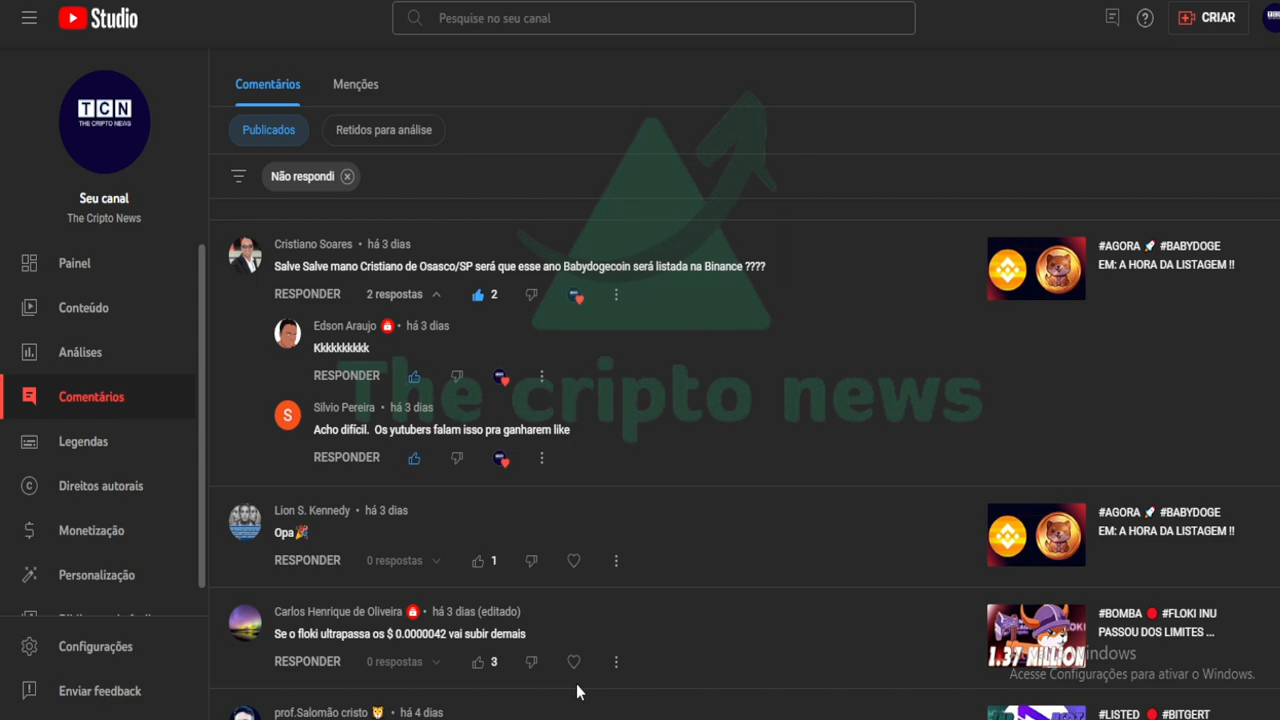 Studio
Pesquise no seu canal
CRIAR
TCN
THE CRIPTO NEWS
Seu canal
The Cripto News
Painel
Conteúdo
Análises
Comentários
Legendas
Direitos autorais
Monetização
Personalização
Configurações
Enviar feedback
Comentários
Menções
Publicados
Retidos para análise
Não respondi
The cripto news
Cristiano Soares • há 3 dias
Salve Salve mano Cristiano de Osasco/SP será que esse ano Babydogecoin será listada na Binance ????
RESPONDER 2 respostas 2
#AGORA 🚀 #BABYDOGE
EM: A HORA DA LISTAGEM !!
Edson Araujo • há 3 dias
Kkkkkkkkkk
RESPONDER
Silvio Pereira • há 3 dias
S
Acho difícil. Os yutubers falam isso pra ganharem like
RESPONDER
Lion S. Kennedy • há 3 dias
Opa🎉
RESPONDER 0 respostas 1
#AGORA 🚀 #BABYDOGE
EM: A HORA DA LISTAGEM !!
Carlos Henrique de Oliveira • há 3 dias (editado)
Se o floki ultrapassa os $ 0.0000042 vai subir demais
RESPONDER 0 respostas 3
1.37 MILLION
#BOMBA 🔴 #FLOKI INU
PASSOU DOS LIMITES ...
Acesse Configurações para ativar o Windows.
prof.Salomão cristo 🐯 • há 4 dias
#LISTED 🔴 #BITGERT